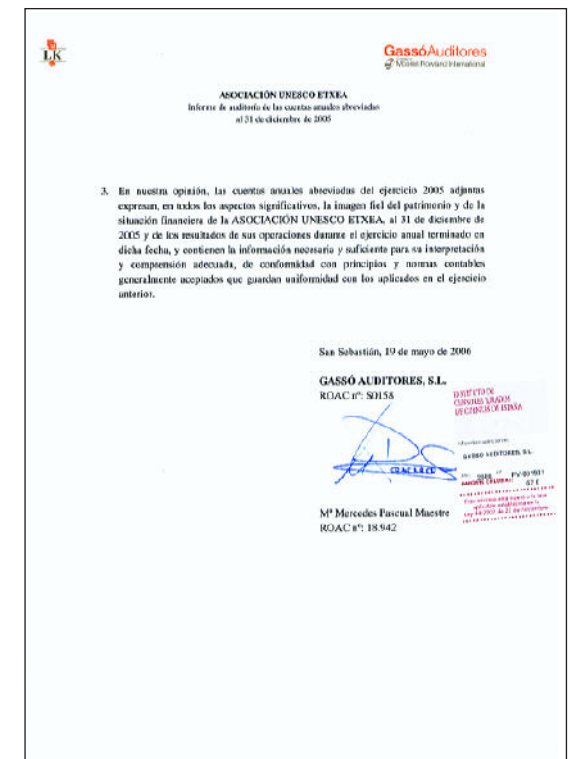 LK
GassóAuditores
ASOCIACIÓN UNESCO ETXEA
Informe de auditoría de las cuentas anuales abreviadas
al 31 de diciembre de 2005
3. En nuestra opinión, las cuentas anuales abreviadas del ejercicio 2005 adjuntas
expresan, en todos los aspectos significativos, la imagen fiel del patrimonio y de la
situación financiera de la ASOCIACIÓN UNESCO ETXEA, al 31 de diciembre de
2005 y de los resultados de sus operaciones durante el ejercicio anual terminado en
dicha fecha, y contienen la información necesaria y suficiente para su interpretación
y comprensión adecuada, de conformidad con principios y normas contables
generalmente aceptados que guardan uniformidad con los aplicados en el ejercicio
anterior.
San Sebastián, 19 de mayo de 2006
GASSÓ AUDITORES, S.L.
ROAC nº: S0158
INSTITUTO DE
CENSORES JURADOS
DE CUENTAS DE ESPAÑA
GASSO AUDITORES, S.L.
67 €
Mª Mercedes Pascual Maestre
ROAC nº: 18.942